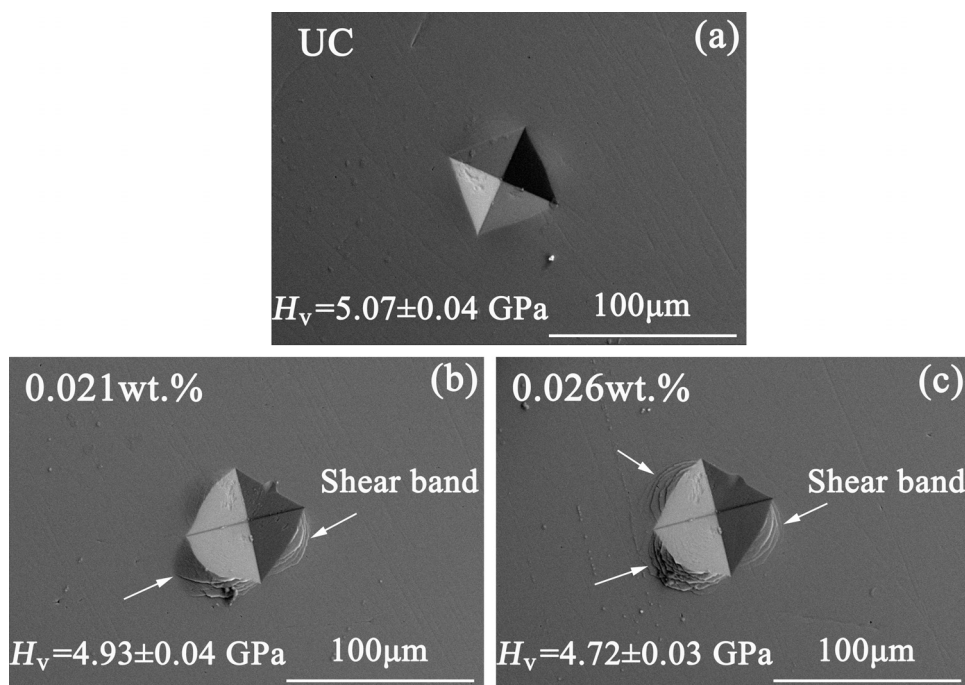 UC (a)
Hv=5.07±0.04 GPa 100μm
0.021wt.% (b)
Shear band
Hv=4.93±0.04 GPa 100μm
0.026wt.% (c)
Shear band
Hv=4.72±0.03 GPa 100μm